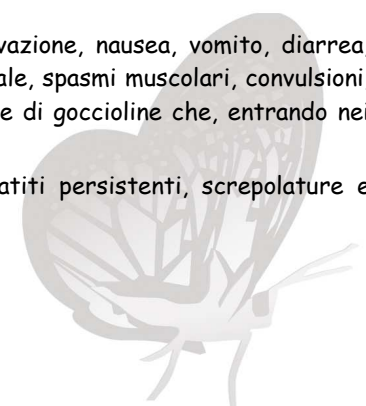 vazione, nausea, vomito, diarrea,
ale, spasmi muscolari, convulsioni,
e di goccioline che, entrando nei
atiti persistenti, screpolature e